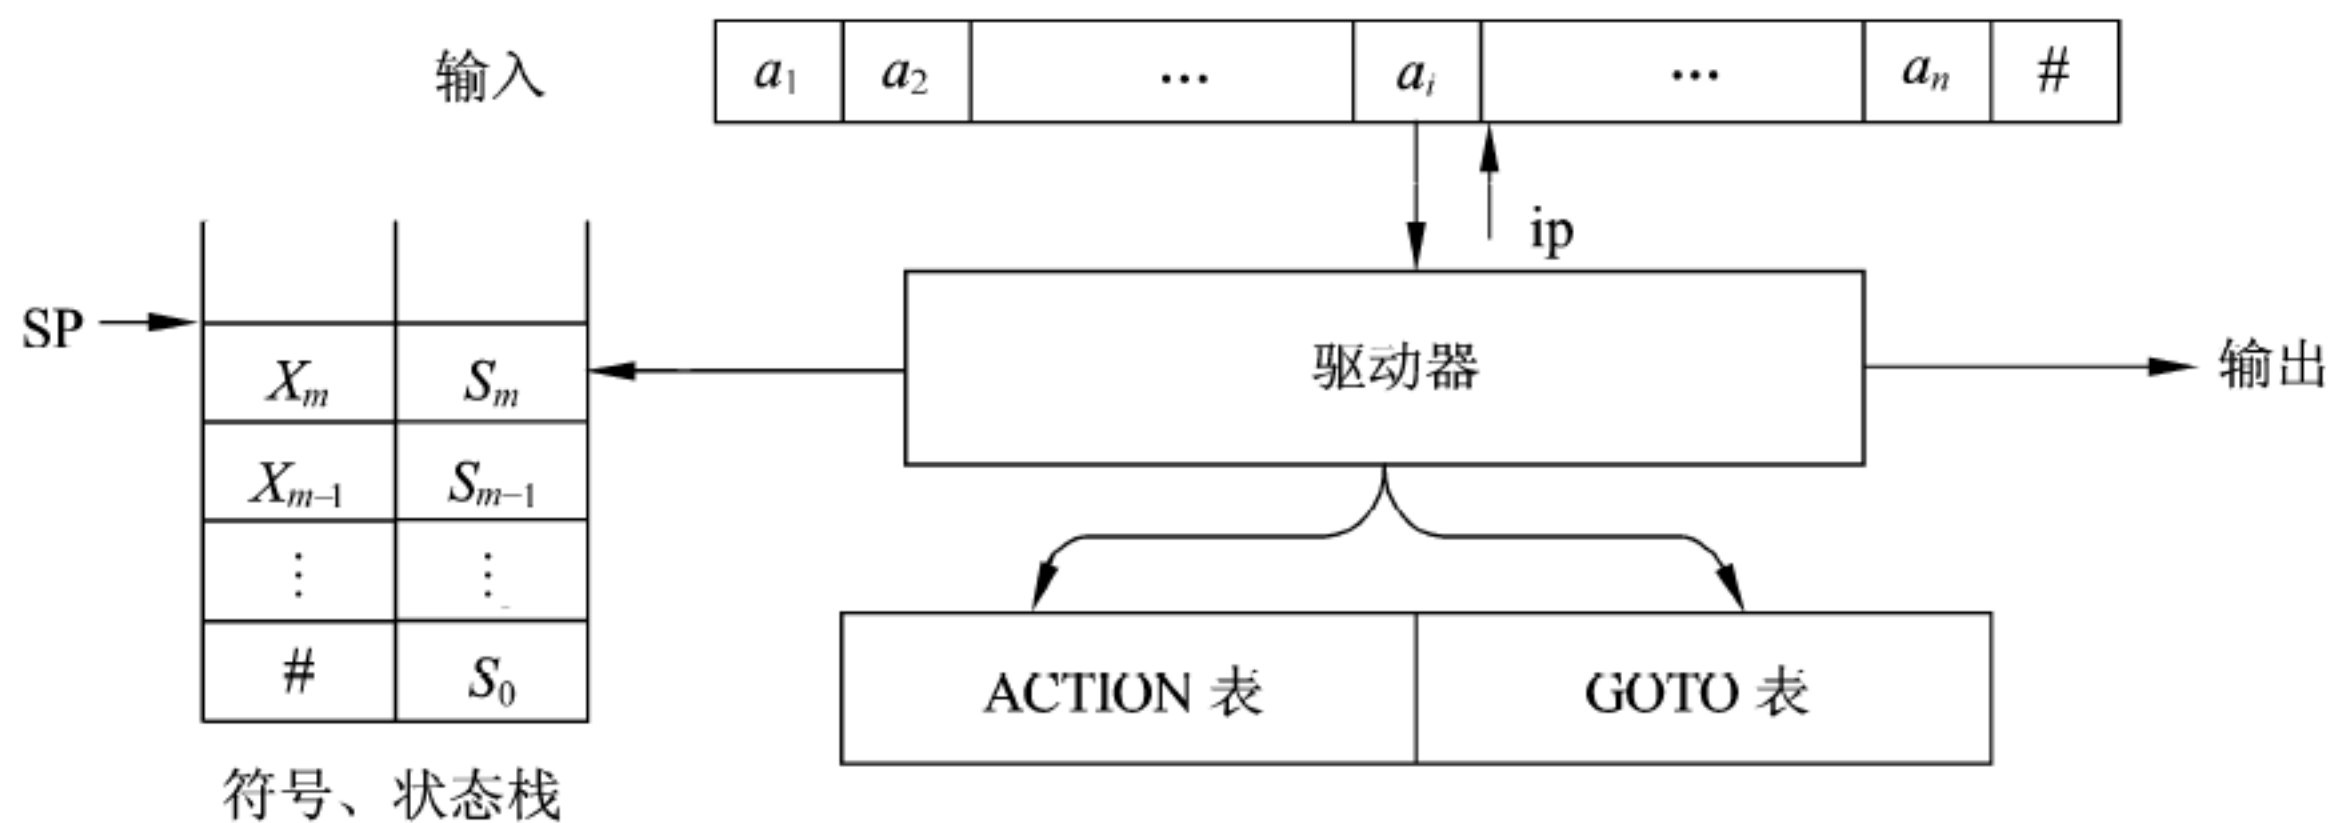 输入 a1 a2 ... ai ... an #
ip
SP
Xm Sm
Xm−1 Sm−1
⋮ ⋮
# S0
符号、状态栈
驱动器
输出
ACTION 表 GOTO 表